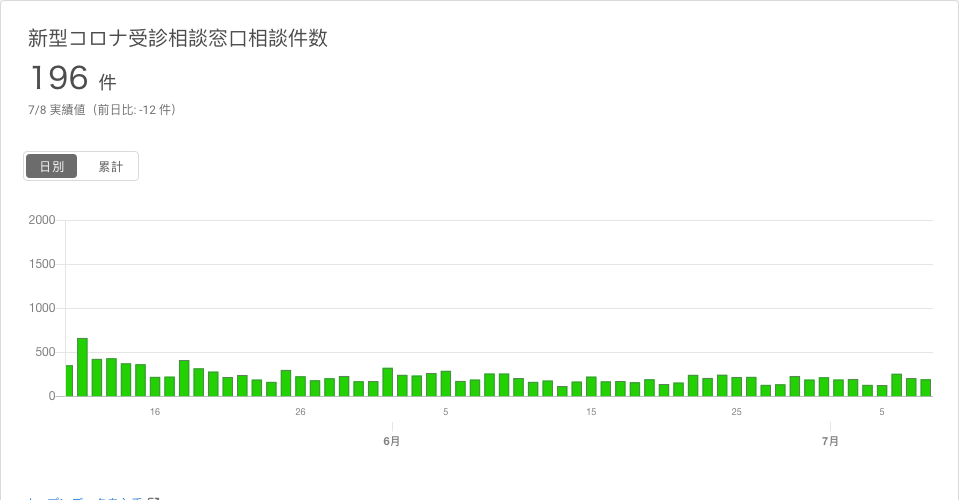 新型コロナ受診相談窓口相談件数
196 件
7/8 実績値（前日比: -12 件）
日別 累計
2000
1500
1000
500
0
16 26 5 15 25 5
6月 7月